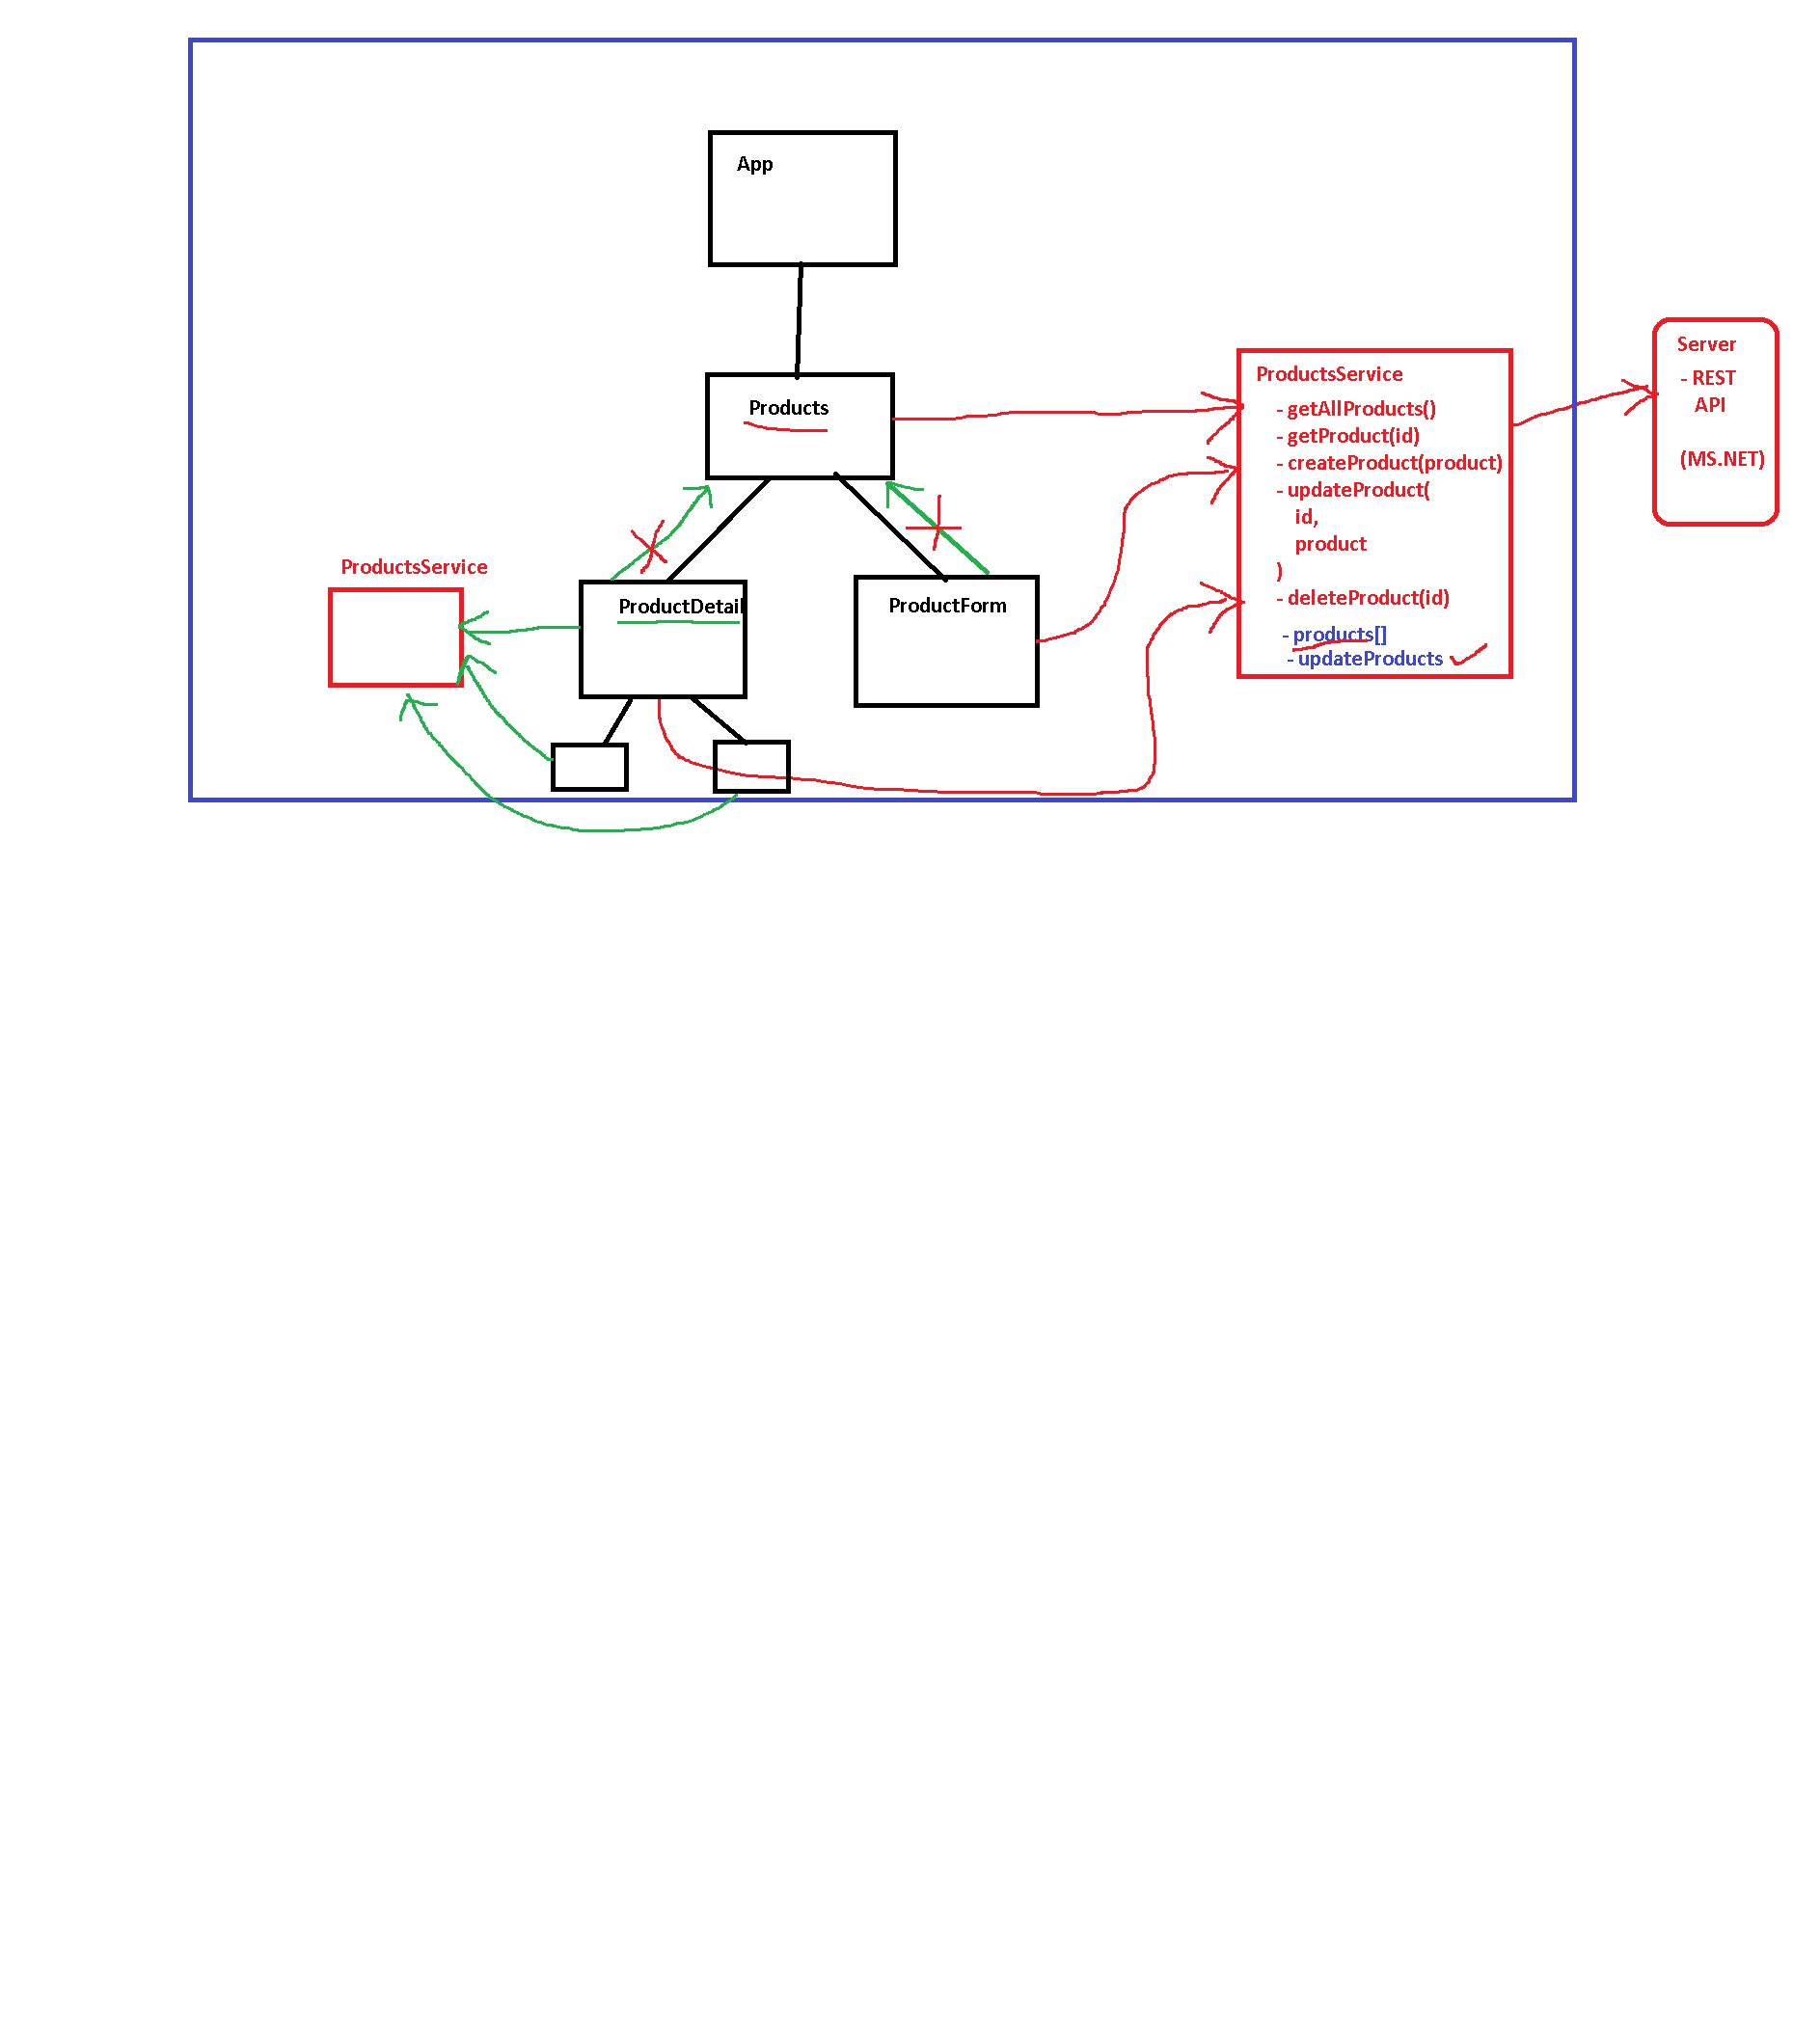 App
Products
ProductsService
ProductDetail
ProductForm
ProductsService
- getAllProducts()
- getProduct(id)
- createProduct(product)
- updateProduct(
id,
product
)
- deleteProduct(id)
- products[]
- updateProducts
Server
- REST
API
(MS.NET)